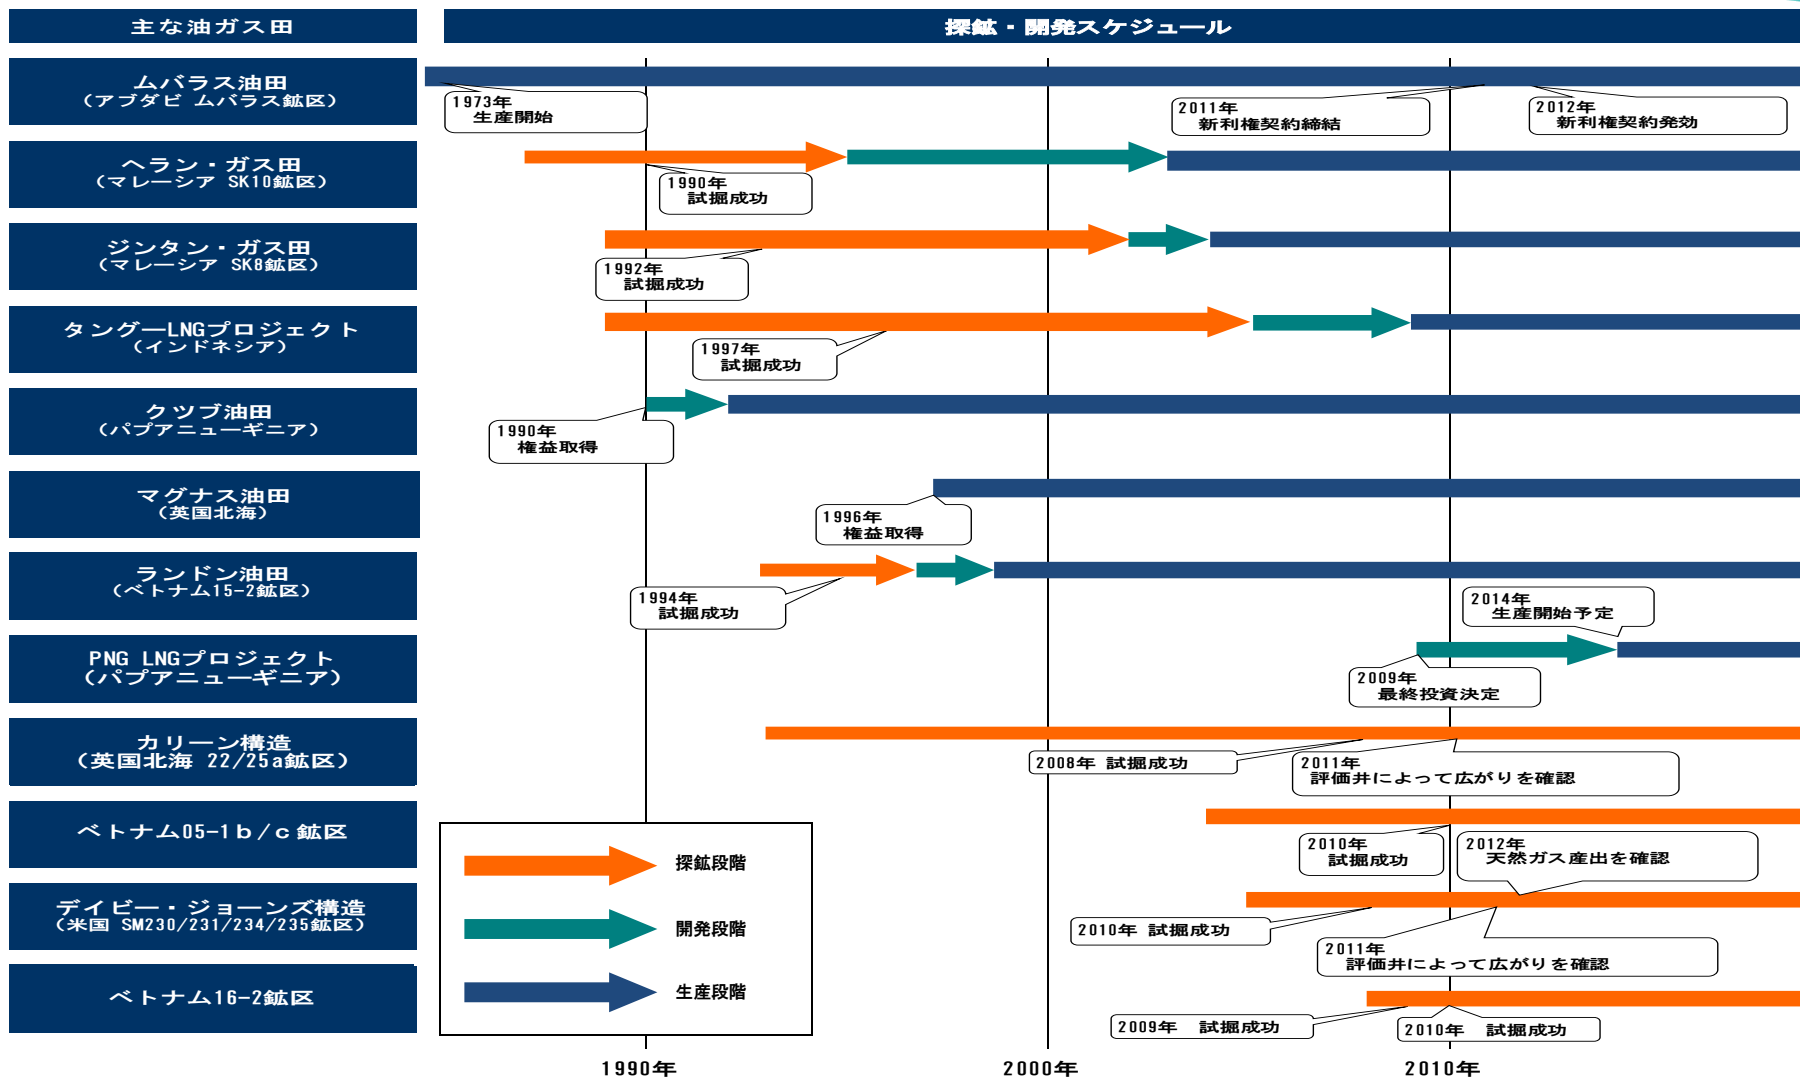 主な油ガス田
探鉱・開発スケジュール
ムバラス油田
(アブダビ ムバラス鉱区)
1973年
生産開始
2011年
新利権契約締結
2012年
新利権契約発効
ヘラン・ガス田
(マレーシア SK10鉱区)
1990年
試掘成功
ジンタン・ガス田
(マレーシア SK8鉱区)
1992年
試掘成功
タングーLNGプロジェクト
(インドネシア)
1997年
試掘成功
クツブ油田
(パプアニューギニア)
1990年
権益取得
マグナス油田
(英国北海)
1996年
権益取得
ランドン油田
(ベトナム15-2鉱区)
1994年
試掘成功
2014年
生産開始予定
PNG LNGプロジェクト
(パプアニューギニア)
2009年
最終投資決定
カリーン構造
(英国北海 22/25a鉱区)
2008年 試掘成功
2011年
評価井によって広がりを確認
ベトナム05-1b/c鉱区
2010年
試掘成功
2012年
天然ガス産出を確認
デイビー・ジョーンズ構造
(米国 SM230/231/234/235鉱区)
2010年 試掘成功
2011年
評価井によって広がりを確認
ベトナム16-2鉱区
2009年 試掘成功
2010年 試掘成功
探鉱段階
開発段階
生産段階
1990年
2000年
2010年